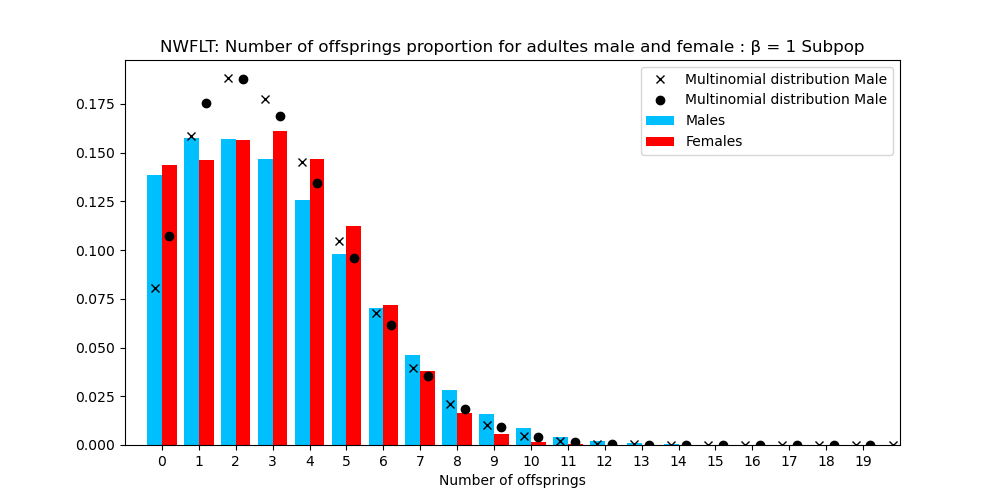 NWFLT: Number of offsprings proportion for adultes male and female : β = 1 Subpop
Multinomial distribution Male
Multinomial distribution Male
Males
Females
0.175
0.150
0.125
0.100
0.075
0.050
0.025
0.000
0 1 2 3 4 5 6 7 8 9 10 11 12 13 14 15 16 17 18 19
Number of offsprings